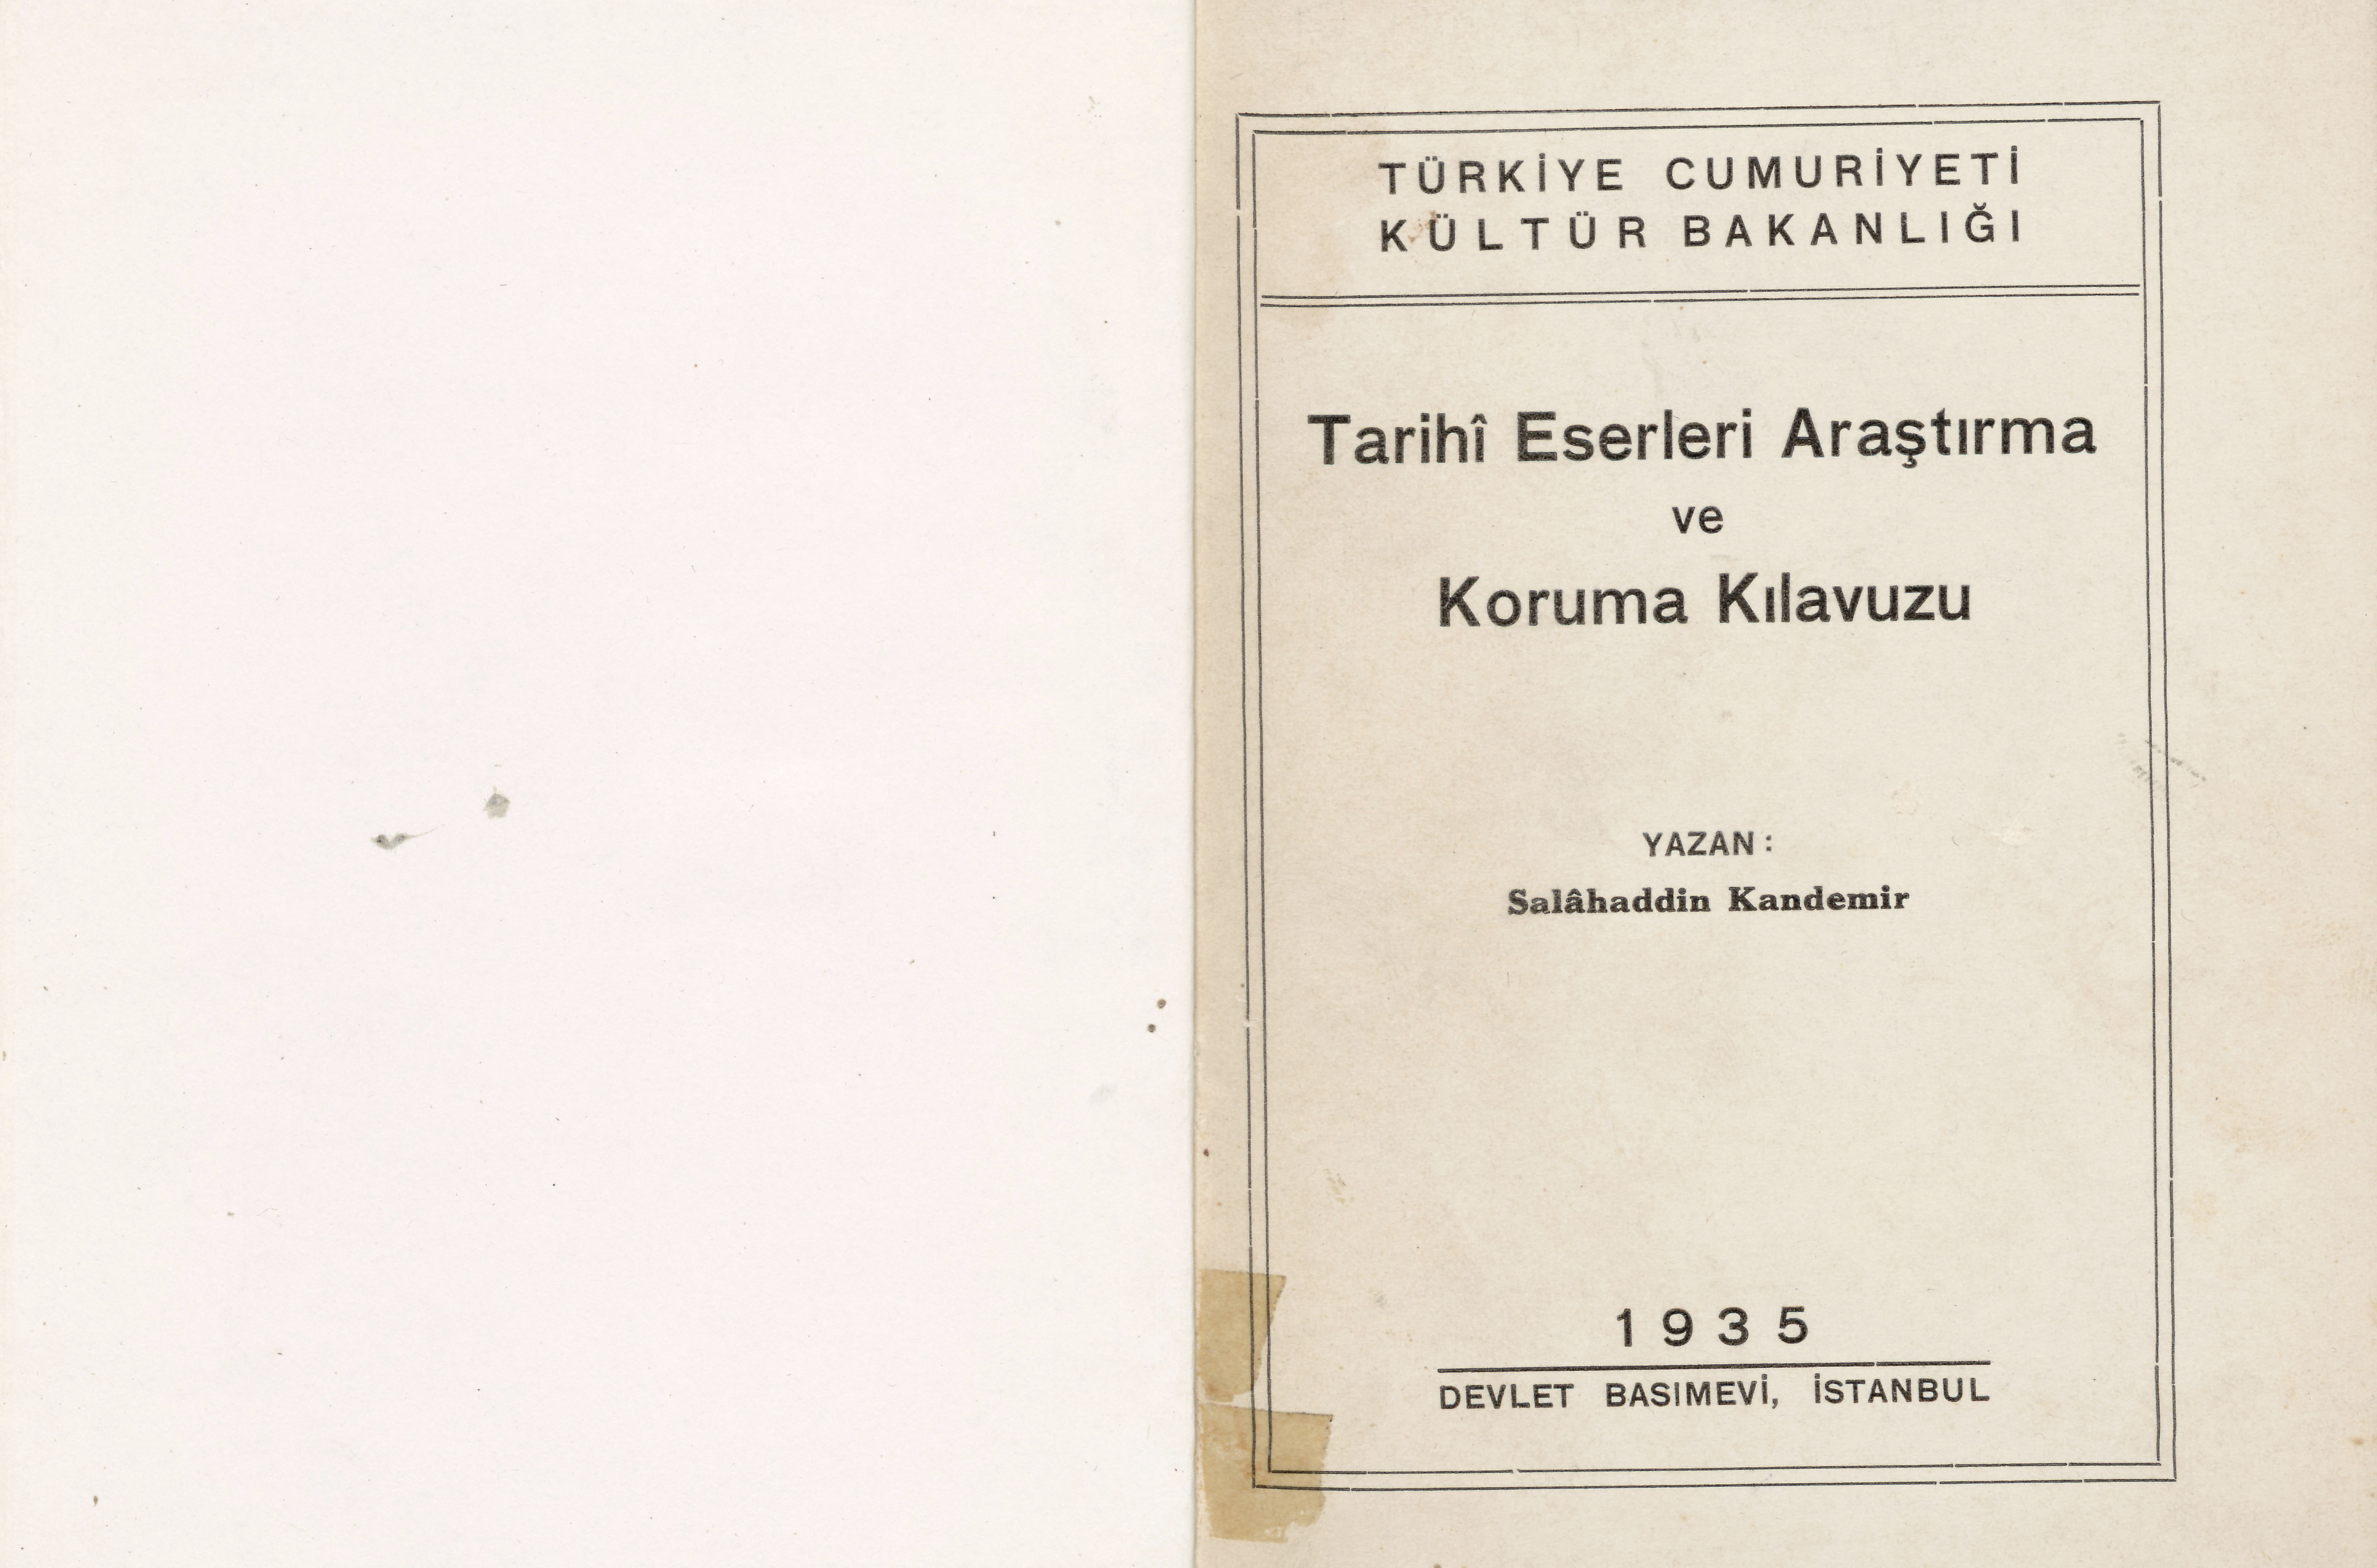 TÜRKİYE CUMURİYETİ
KÜLTÜR BAKANLIĞI
Tarihî Eserleri Araştırma
ve
Koruma Kılavuzu
YAZAN:
Salâhaddin Kandemir
1935
DEVLET BASIMEVİ, İSTANBUL